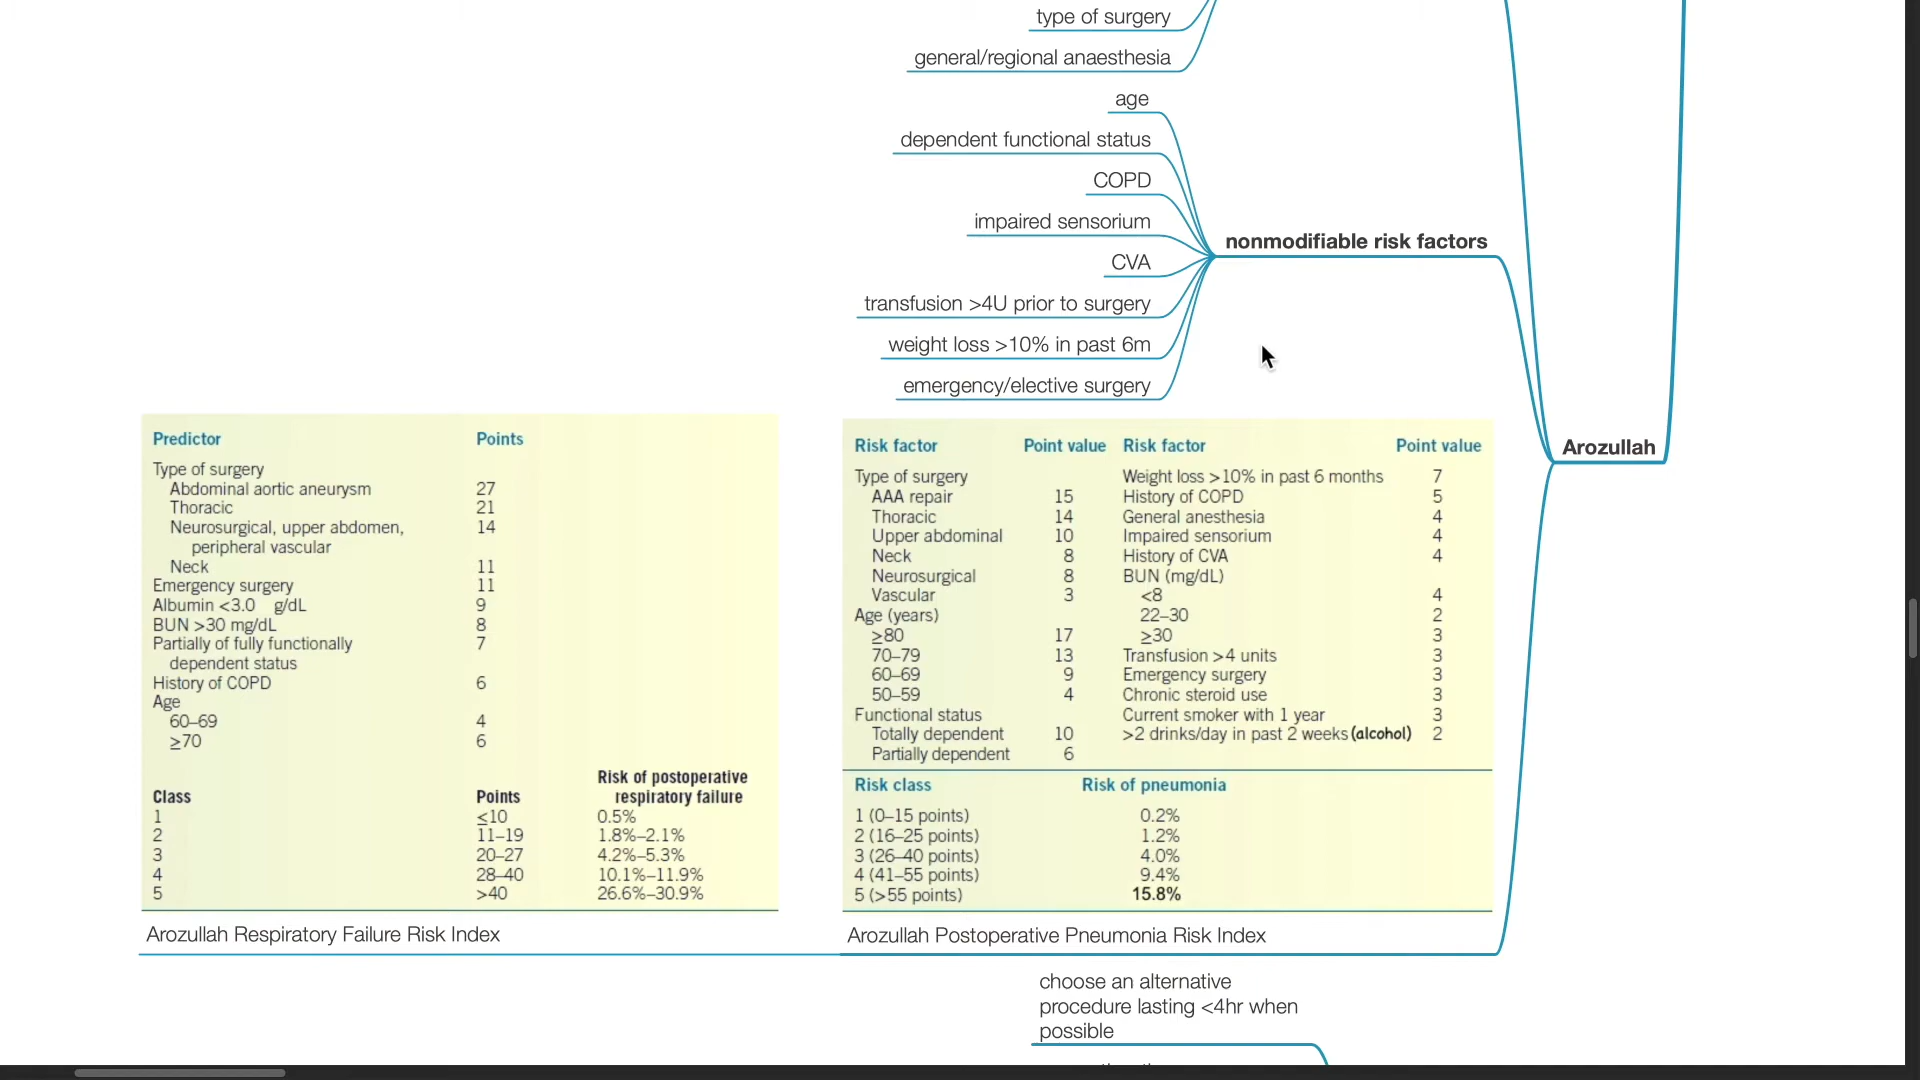 type of surgery
general/regional anaesthesia
age
dependent functional status
COPD
impaired sensorium
CVA
transfusion >4U prior to surgery
weight loss >10% in past 6m
emergency/elective surgery
nonmodifiable risk factors
Arozullah
Predictor Points
Type of surgery
Abdominal aortic aneurysm 27
Thoracic 21
Neurosurgical, upper abdomen, 14
peripheral vascular
Neck 11
Emergency surgery 11
Albumin <3.0 g/dL 9
BUN >30 mg/dL 8
Partially of fully functionally 7
dependent status
History of COPD 6
Age
60–69 4
≥70 6
Risk of postoperative
Class Points respiratory failure
1 ≤10 0.5%
2 11–19 1.8%–2.1%
3 20–27 4.2%–5.3%
4 28–40 10.1%–11.9%
5 >40 26.6%–30.9%
Arozullah Respiratory Failure Risk Index
Risk factor Point value Risk factor Point value
Type of surgery Weight loss >10% in past 6 months 7
AAA repair 15 History of COPD 5
Thoracic 14 General anesthesia 4
Upper abdominal 10 Impaired sensorium 4
Neck 8 History of CVA 4
Neurosurgical 8 BUN (mg/dL)
Vascular 3 <8 4
Age (years) 22–30 2
≥80 17 ≥30 3
70–79 13 Transfusion >4 units 3
60–69 9 Emergency surgery 3
50–59 4 Chronic steroid use 3
Functional status Current smoker with 1 year 3
Totally dependent 10 >2 drinks/day in past 2 weeks (alcohol) 2
Partially dependent 6
Risk class Risk of pneumonia
1 (0–15 points) 0.2%
2 (16–25 points) 1.2%
3 (26–40 points) 4.0%
4 (41–55 points) 9.4%
5 (>55 points) 15.8%
Arozullah Postoperative Pneumonia Risk Index
choose an alternative
procedure lasting <4hr when
possible